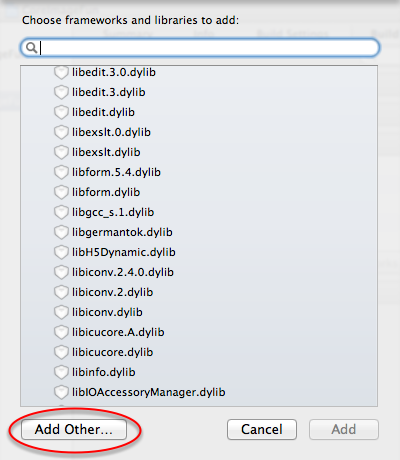 Choose frameworks and libraries to add:
libedit.3.0.dylib
libedit.3.dylib
libedit.dylib
libexslt.0.dylib
libexslt.dylib
libform.5.4.dylib
libform.dylib
libgcc_s.1.dylib
libgermantok.dylib
libH5Dynamic.dylib
libiconv.2.4.0.dylib
libiconv.2.dylib
libiconv.dylib
libicucore.A.dylib
libicucore.dylib
libinfo.dylib
libIOAccessoryManager.dylib
Add Other... Cancel Add